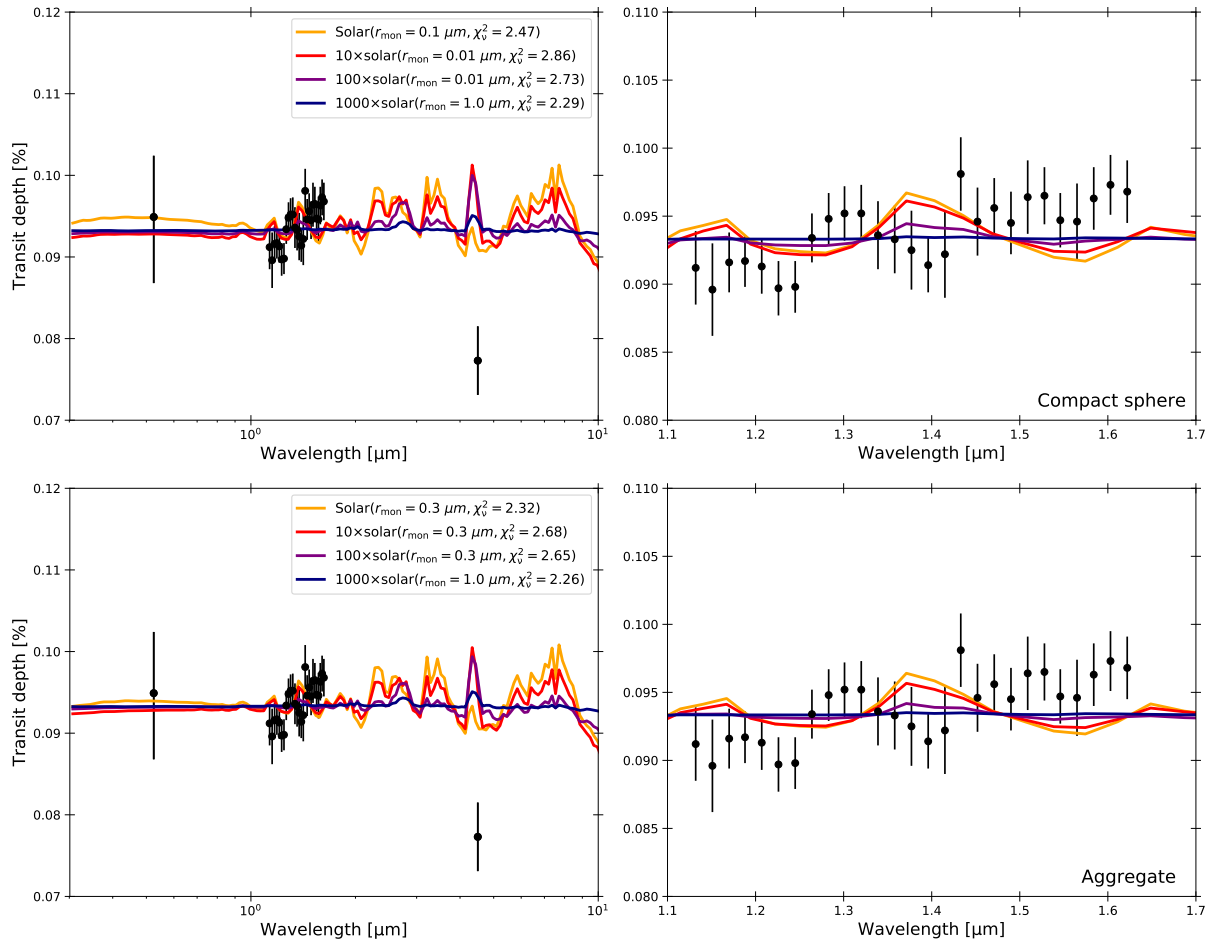 0.12
0.11
0.10
0.09
0.08
0.07
Transit depth [%]
Solar(r_mon = 0.1 μm, χ²_ν = 2.47)
10×solar(r_mon = 0.01 μm, χ²_ν = 2.86)
100×solar(r_mon = 0.01 μm, χ²_ν = 2.73)
1000×solar(r_mon = 1.0 μm, χ²_ν = 2.29)
10⁰ 10¹
Wavelength [μm]
0.110
0.105
0.100
0.095
0.090
0.085
0.080
Compact sphere
1.1 1.2 1.3 1.4 1.5 1.6 1.7
Wavelength [μm]
0.12
0.11
0.10
0.09
0.08
0.07
Transit depth [%]
Solar(r_mon = 0.3 μm, χ²_ν = 2.32)
10×solar(r_mon = 0.3 μm, χ²_ν = 2.68)
100×solar(r_mon = 0.3 μm, χ²_ν = 2.65)
1000×solar(r_mon = 1.0 μm, χ²_ν = 2.26)
10⁰ 10¹
Wavelength [μm]
0.110
0.105
0.100
0.095
0.090
0.085
0.080
Aggregate
1.1 1.2 1.3 1.4 1.5 1.6 1.7
Wavelength [μm]